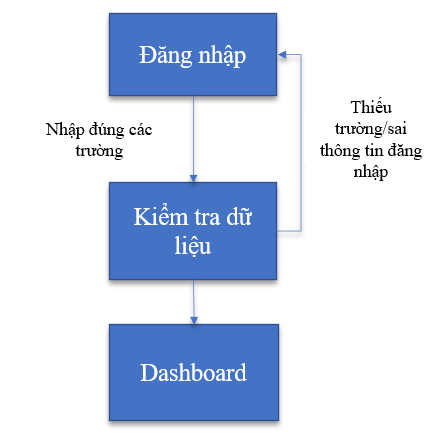 Đăng nhập
Nhập đúng các
trường
Thiếu
trường/sai
thông tin đăng
nhập
Kiểm tra dữ
liệu
Dashboard